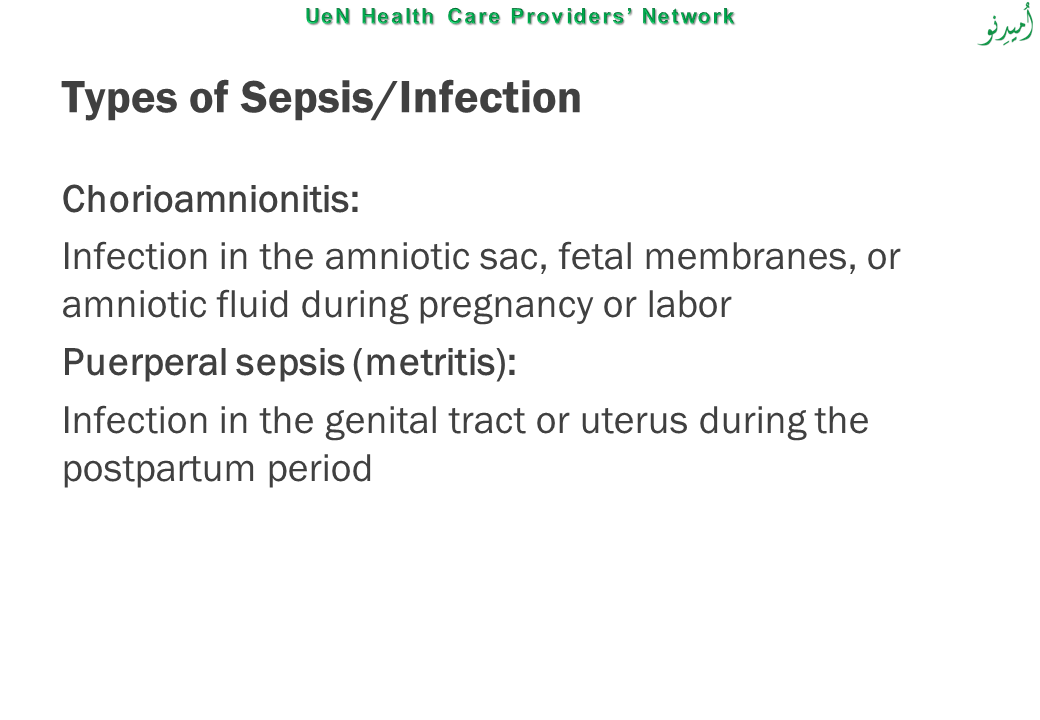 UeN Health Care Providers’ Network
اُميدِنو
Types of Sepsis/Infection
Chorioamnionitis:
Infection in the amniotic sac, fetal membranes, or
amniotic fluid during pregnancy or labor
Puerperal sepsis (metritis):
Infection in the genital tract or uterus during the
postpartum period